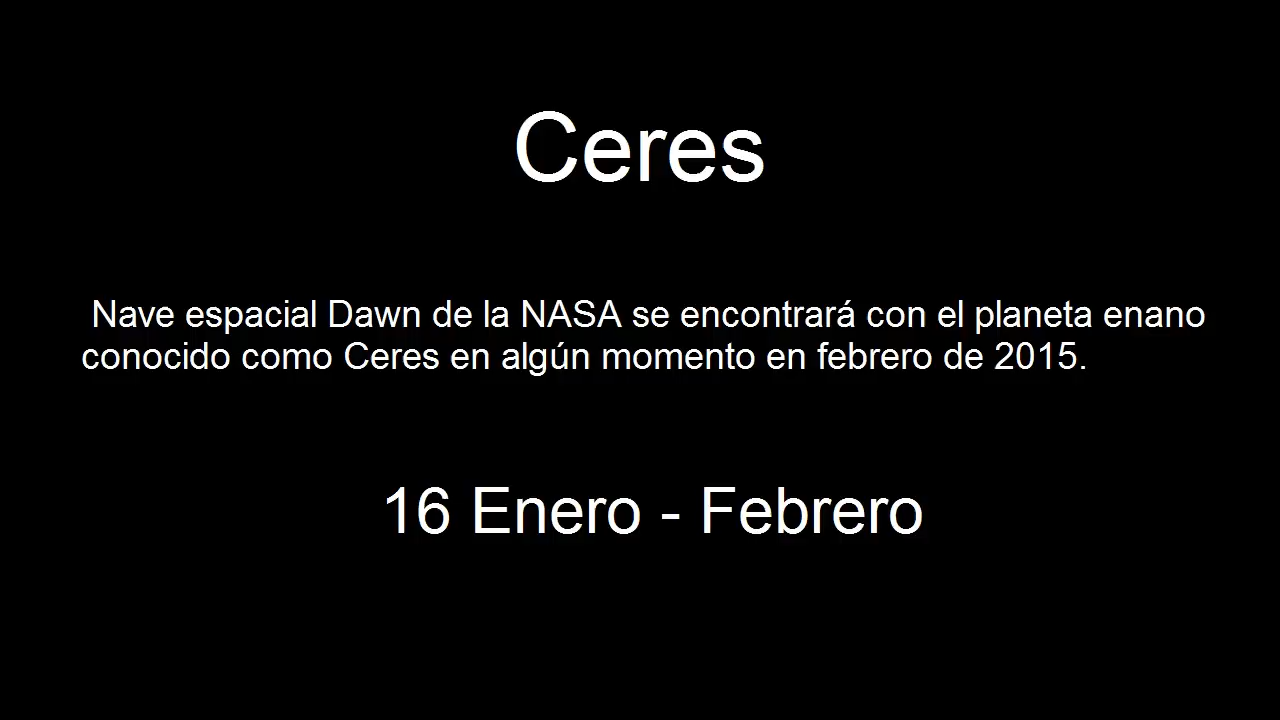 Ceres
Nave espacial Dawn de la NASA se encontrará con el planeta enano
conocido como Ceres en algún momento en febrero de 2015.
16 Enero - Febrero